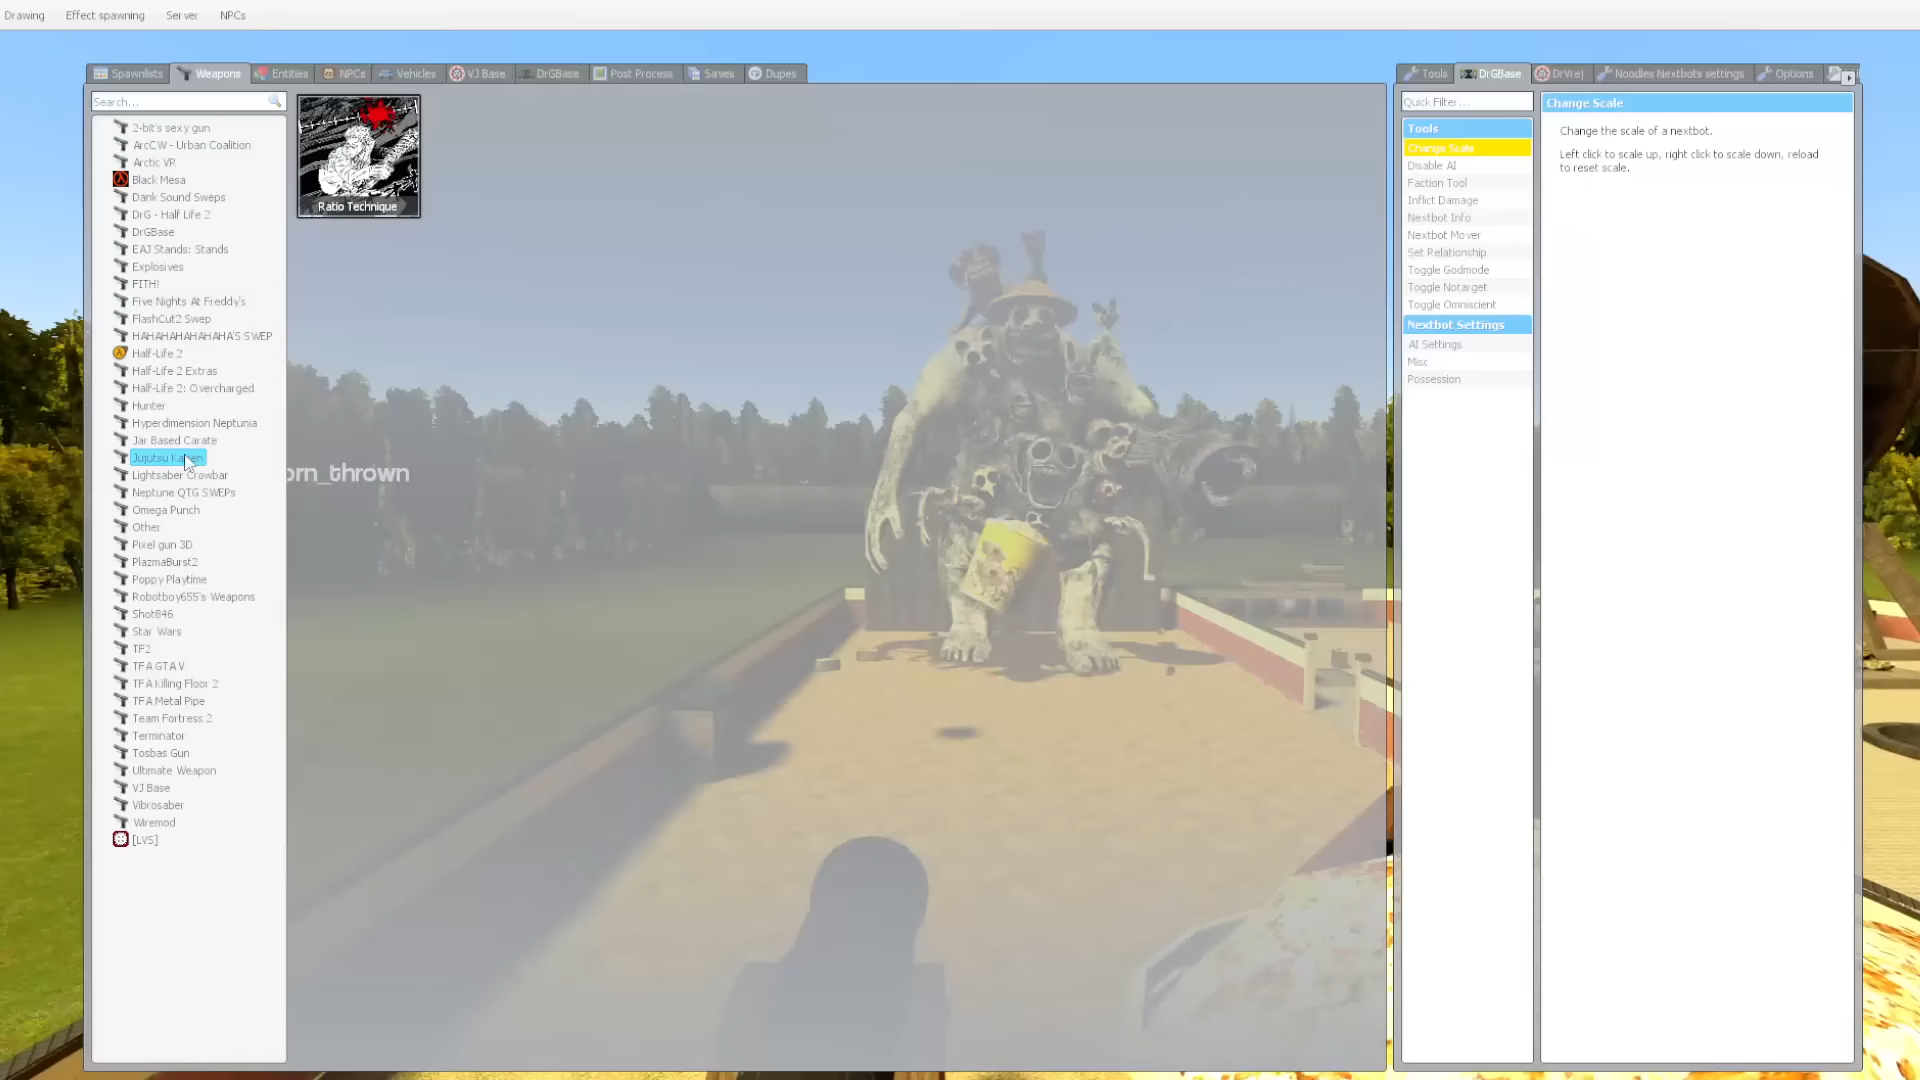 Drawing Effect spawning Server NPCs
Spawnlists Weapons Entities NPCs Vehicles VJ Base DrGBase Post Process Saves Dupes
Search...
2-bit's sexy gun
ArcCW - Urban Coalition
Arctic VR
Black Mesa
Dank Sound Sweps
DrG - Half Life 2
DrGBase
EAJ Stands: Stands
Explosives
FITH!
Five Nights At Freddy's
FlashCut2 Swep
HAHAHAHAHAHAHA'S SWEP
Half-Life 2
Half-Life 2 Extras
Half-Life 2: Overcharged
Hunter
Hyperdimension Neptunia
Jar Based Carate
Jujutsu
Lightsaber Crowbar
Neptune QTG SWEPs
Omega Punch
Other
Pixel gun 3D
PlazmaBurst2
Poppy Playtime
Robotboy655's Weapons
Shot846
Star Wars
TF2
TFA GTA V
TFA Killing Floor 2
TFA Metal Pipe
Team Fortress 2
Terminator
Tosbas Gun
Ultimate Weapon
VJ Base
Vibrosaber
Wiremod
[LVS]
Ratio Technique
orn_thrown
Tools DrGBase DrVrej Noodles Nextbots settings Options
Quick Filter...
Tools
Change Scale
Disable AI
Faction Tool
Inflict Damage
Nextbot Info
Nextbot Mover
Set Relationship
Toggle Godmode
Toggle Notarget
Toggle Omniscient
Nextbot Settings
AI Settings
Misc
Possession
Change Scale
Change the scale of a nextbot.
Left click to scale up, right click to scale down, reload
to reset scale.